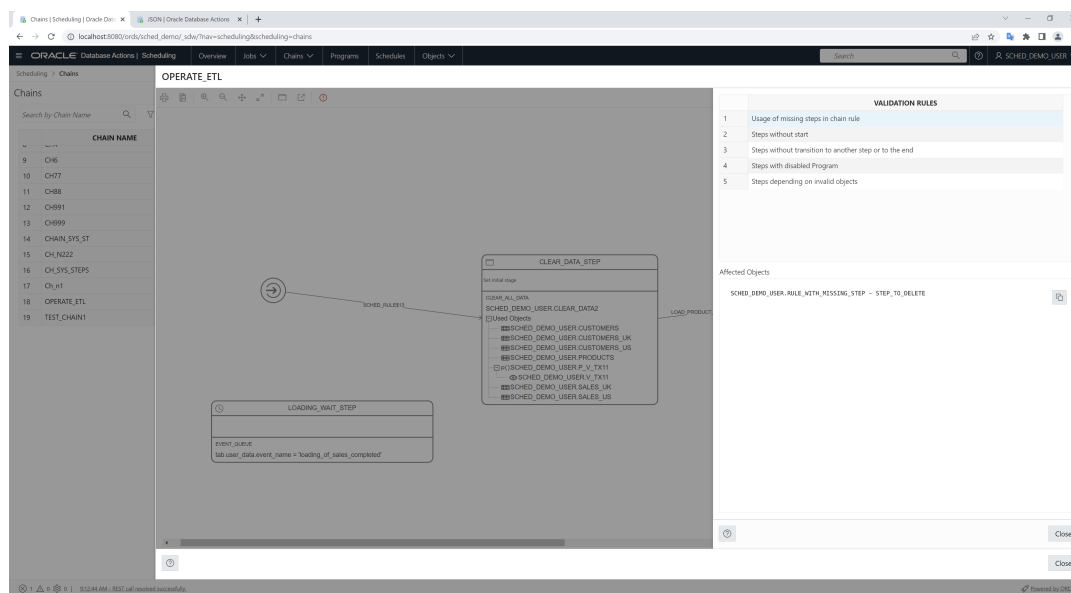 Chains | Scheduling | Oracle Data
JSON | Oracle Database Actions
localhost:8080/ords/sched_demo/_sdw/?nav=scheduling&scheduling=chains
ORACLE Database Actions | Scheduling
Overview
Jobs
Chains
Programs
Schedules
Objects
Search
SCHED_DEMO_USER
Scheduling > Chains
OPERATE_ETL
Chains
Search by Chain Name
CHAIN NAME
9 CH6
10 CH77
11 CH88
12 CH991
13 CH999
14 CHAIN_SYS_ST
15 CH_N222
16 CH_SYS_STEPS
17 Ch_n1
18 OPERATE_ETL
19 TEST_CHAIN1
SCHED_RULE813_
CLEAR_DATA_STEP
Set initial stage
CLEAR_ALL_DATA
SCHED_DEMO_USER.CLEAR_DATA2
Used Objects
SCHED_DEMO_USER.CUSTOMERS
SCHED_DEMO_USER.CUSTOMERS_UK
SCHED_DEMO_USER.CUSTOMERS_US
SCHED_DEMO_USER.PRODUCTS
p()SCHED_DEMO_USER.P_V_TX11
SCHED_DEMO_USER.V_TX11
SCHED_DEMO_USER.SALES_UK
SCHED_DEMO_USER.SALES_US
LOAD_PRODUCT
LOADING_WAIT_STEP
EVENT_QUEUE
tab.user_data.event_name = 'loading_of_sales_completed'
VALIDATION RULES
1 Usage of missing steps in chain rule
2 Steps without start
3 Steps without transition to another step or to the end
4 Steps with disabled Program
5 Steps depending on invalid objects
Affected Objects
SCHED_DEMO_USER.RULE_WITH_MISSING_STEP - STEP_TO_DELETE
Close
Close
1 0 0 | 9:12:44 AM - REST call resolved successfully.
Powered by ORD